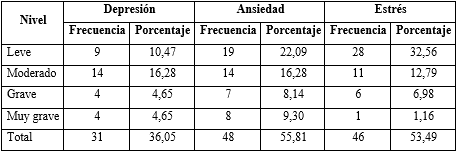 Nivel Depresión Ansiedad Estrés
Frecuencia Porcentaje Frecuencia Porcentaje Frecuencia Porcentaje
Leve 9 10,47 19 22,09 28 32,56
Moderado 14 16,28 14 16,28 11 12,79
Grave 4 4,65 7 8,14 6 6,98
Muy grave 4 4,65 8 9,30 1 1,16
Total 31 36,05 48 55,81 46 53,49